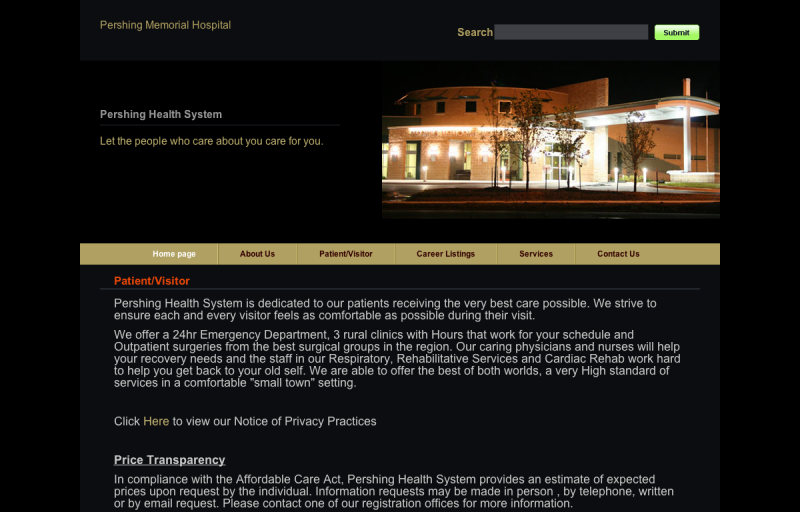 Pershing Memorial Hospital
Search
Submit
Pershing Health System
Let the people who care about you care for you.
Home page
About Us
Patient/Visitor
Career Listings
Services
Contact Us
Patient/Visitor
Pershing Health System is dedicated to our patients receiving the very best care possible. We strive to
ensure each and every visitor feels as comfortable as possible during their visit.
We offer a 24hr Emergency Department, 3 rural clinics with Hours that work for your schedule and
Outpatient surgeries from the best surgical groups in the region. Our caring physicians and nurses will help
your recovery needs and the staff in our Respiratory, Rehabilitative Services and Cardiac Rehab work hard
to help you get back to your old self. We are able to offer the best of both worlds, a very High standard of
services in a comfortable "small town" setting.
Click Here to view our Notice of Privacy Practices
Price Transparency
In compliance with the Affordable Care Act, Pershing Health System provides an estimate of expected
prices upon request by the individual. Information requests may be made in person , by telephone, written
or by email request. Please contact one of our registration offices for more information.